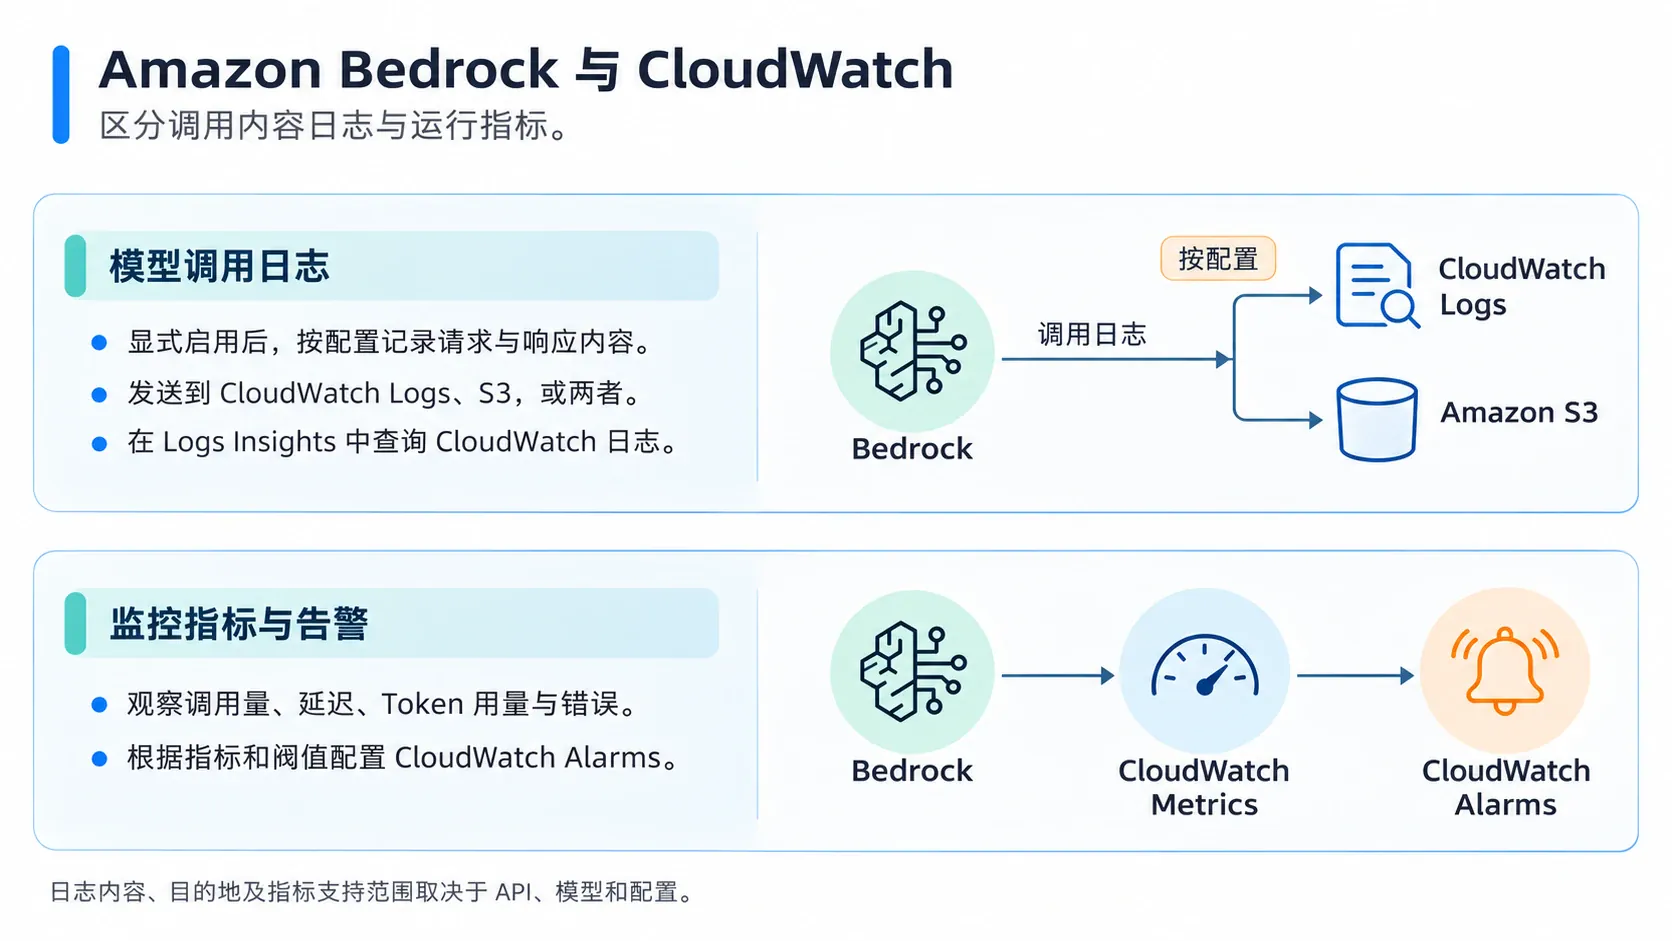 Amazon Bedrock 与 CloudWatch
区分调用内容日志与运行指标。
模型调用日志
显式启用后，按配置记录请求与响应内容。
发送到 CloudWatch Logs、S3，或两者。
在 Logs Insights 中查询 CloudWatch 日志。
Bedrock
调用日志
按配置
CloudWatch
Logs
Amazon S3
监控指标与告警
观察调用量、延迟、Token 用量与错误。
根据指标和阀值配置 CloudWatch Alarms。
Bedrock
CloudWatch
Metrics
CloudWatch
Alarms
日志内容、目的地及指标支持范围取决于 API、模型和配置。